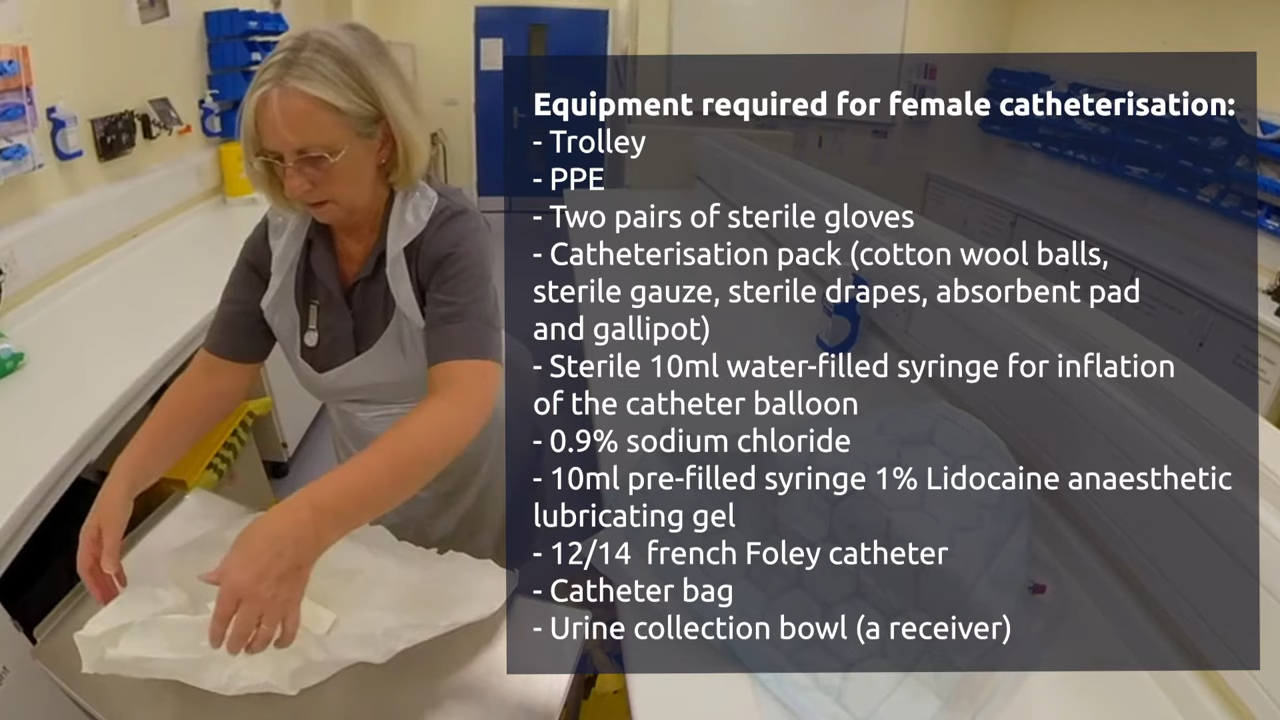 Equipment required for female catheterisation:
- Trolley
- PPE
- Two pairs of sterile gloves
- Catheterisation pack (cotton wool balls,
sterile gauze, sterile drapes, absorbent pad
and gallipot)
- Sterile 10ml water-filled syringe for inflation
of the catheter balloon
- 0.9% sodium chloride
- 10ml pre-filled syringe 1% Lidocaine anaesthetic
lubricating gel
- 12/14  french Foley catheter
- Catheter bag
- Urine collection bowl (a receiver)